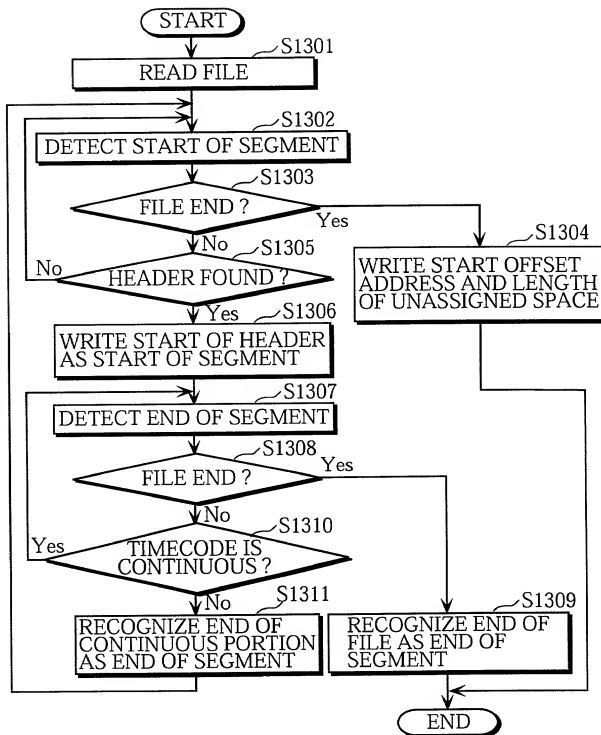 START
S1301
READ FILE
S1302
DETECT START OF SEGMENT
S1303
FILE END ?
Yes
No
S1305
S1304
No
HEADER FOUND ?
WRITE START OFFSET
ADDRESS AND LENGTH
OF UNASSIGNED SPACE
Yes
S1306
WRITE START OF HEADER
AS START OF SEGMENT
S1307
DETECT END OF SEGMENT
S1308
FILE END ?
Yes
No
S1310
Yes
TIMECODE IS
CONTINUOUS ?
No
S1311
S1309
RECOGNIZE END OF
CONTINUOUS PORTION
AS END OF SEGMENT
RECOGNIZE END OF
FILE AS END OF
SEGMENT
END